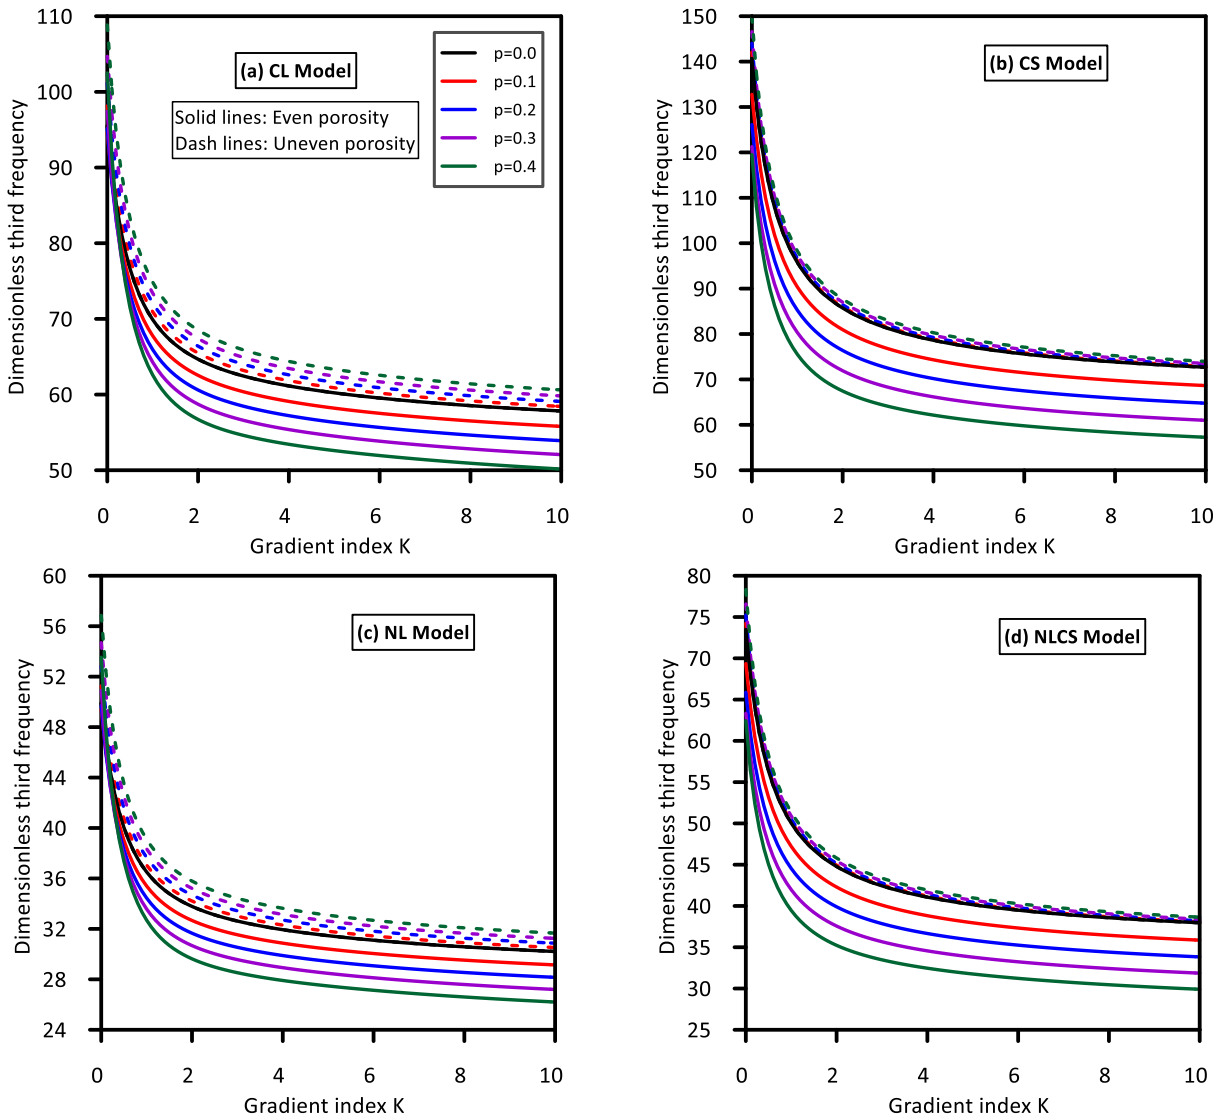 Dimensionless third frequency
110
100
90
80
70
60
50
(a) CL Model
Solid lines: Even porosity
Dash lines: Uneven porosity
p=0.0
p=0.1
p=0.2
p=0.3
p=0.4
0 2 4 6 8 10
Gradient index K
Dimensionless third frequency
150
140
130
120
110
100
90
80
70
60
50
(b) CS Model
0 2 4 6 8 10
Gradient index K
Dimensionless third frequency
60
56
52
48
44
40
36
32
28
24
(c) NL Model
0 2 4 6 8 10
Gradient index K
Dimensionless third frequency
80
75
70
65
60
55
50
45
40
35
30
25
(d) NLCS Model
0 2 4 6 8 10
Gradient index K